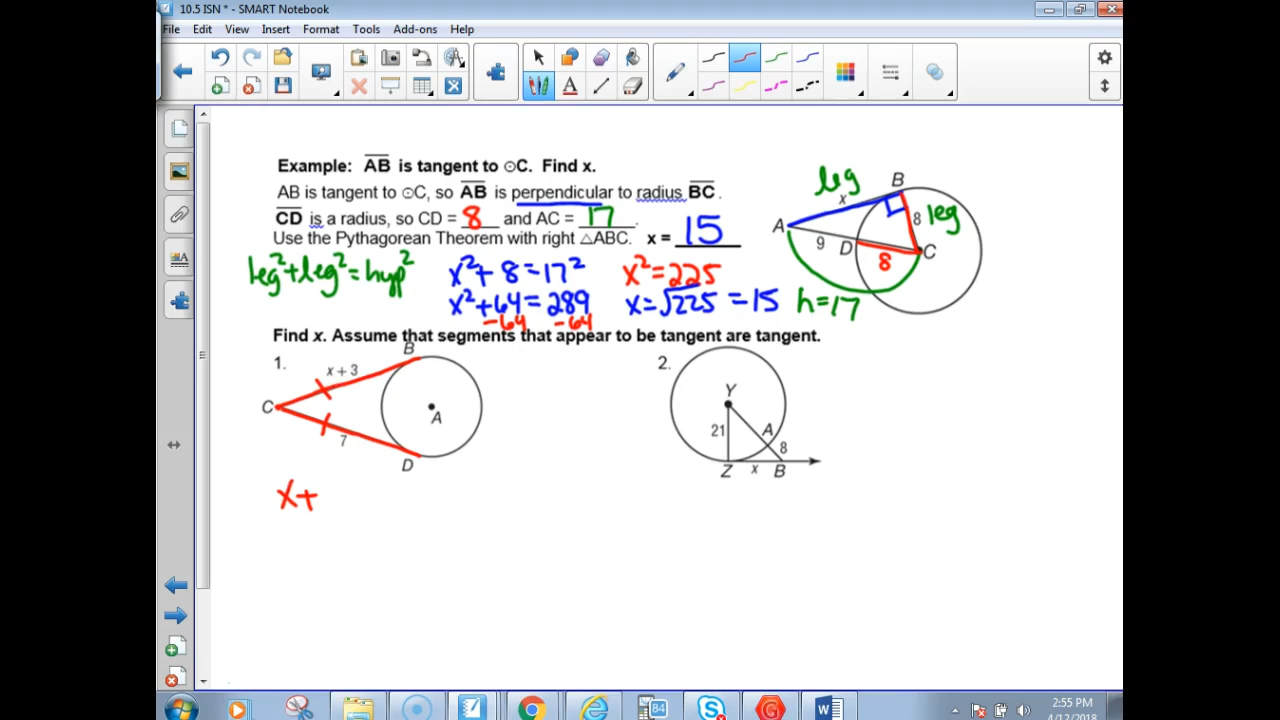 10.5 ISN * - SMART Notebook
File Edit View Insert Format Tools Add-ons Help
Example: AB is tangent to ⊙C. Find x.
AB is tangent to ⊙C, so AB is perpendicular to radius BC.
CD is a radius, so CD = 8 and AC = 17.
Use the Pythagorean Theorem with right △ABC. x = 15
leg² + leg² = hyp²
x² + 8 = 17²
x² + 64 = 289
-64 -64
x² = 225
x = √225 = 15
leg
B
x
8
leg
A
9
D
8
C
h = 17
Find x. Assume that segments that appear to be tangent are tangent.
1.
B
x + 3
C
A
7
D
x+
2.
Y
21
A
8
Z
x
B
84
2:55 PM
4/12/2018